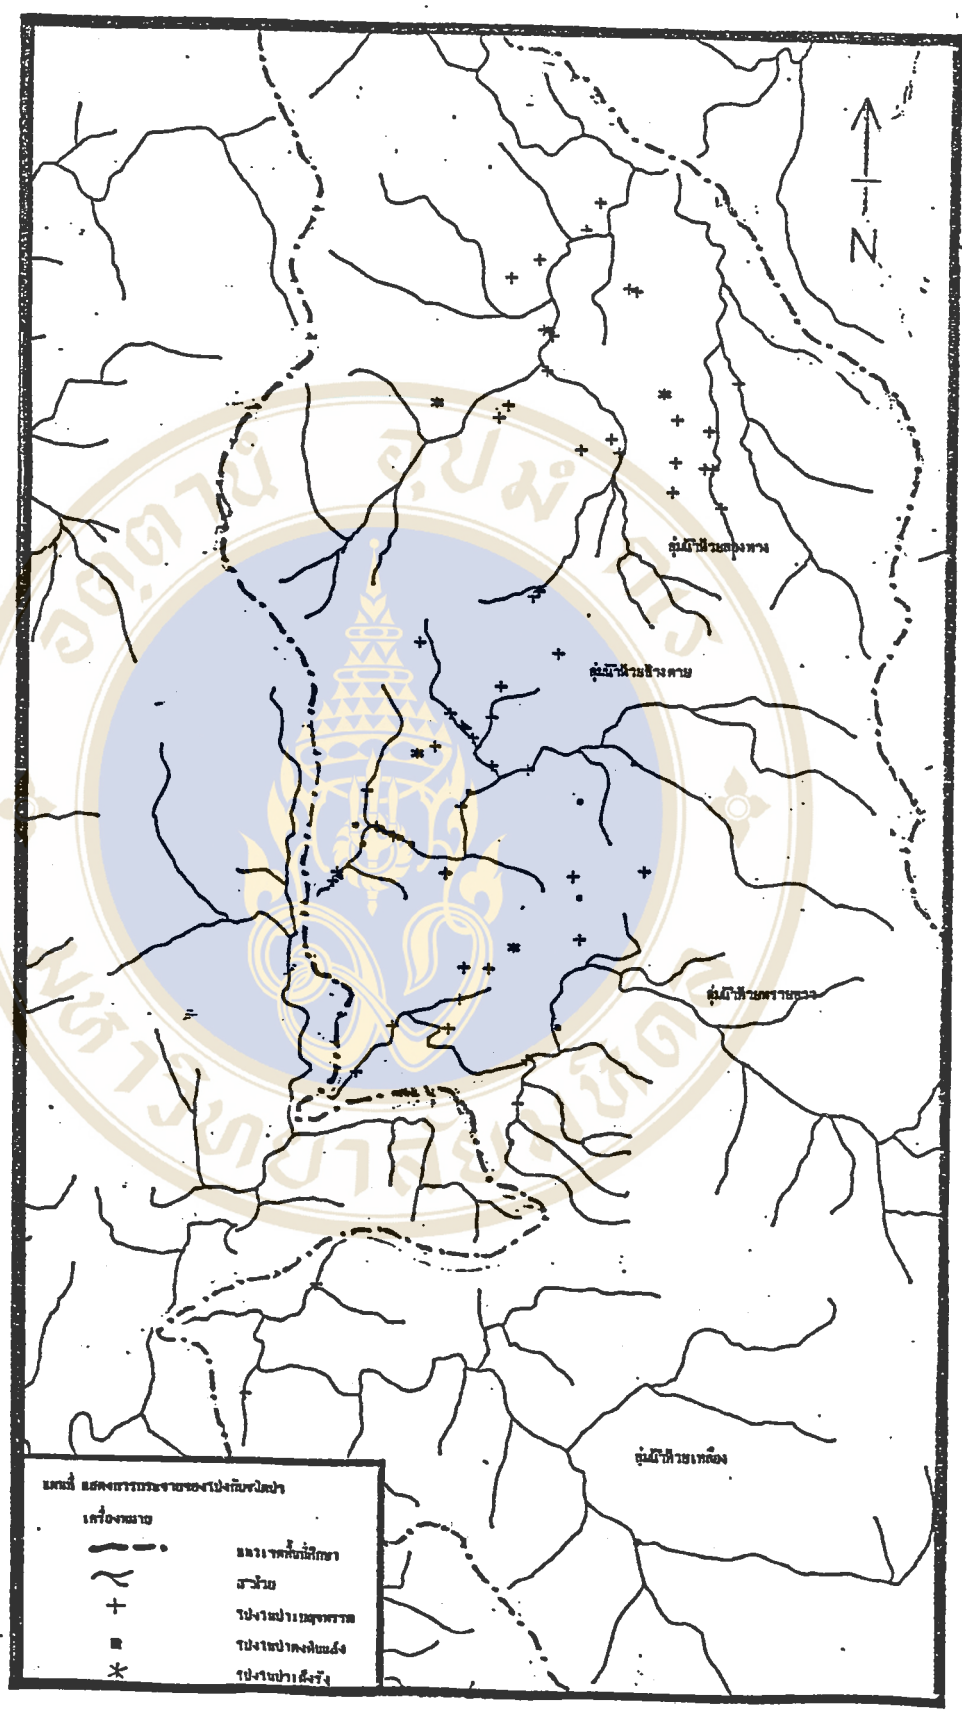 N
ลุ่มน้ำห้วยสองทาง
ลุ่มน้ำห้วยช้างตาย
ลุ่มน้ำห้วยทรายขาว
ลุ่มน้ำห้วยเหลือง
แผนที่ แสดงการกระจายของโป่งกับชนิดป่า
เครื่องหมาย
แนวเขตพื้นที่ศึกษา
ลำห้วย
โป่งในป่าเบญจพรรณ
โป่งในป่าดงดิบแล้ง
โป่งในป่าเต็งรัง